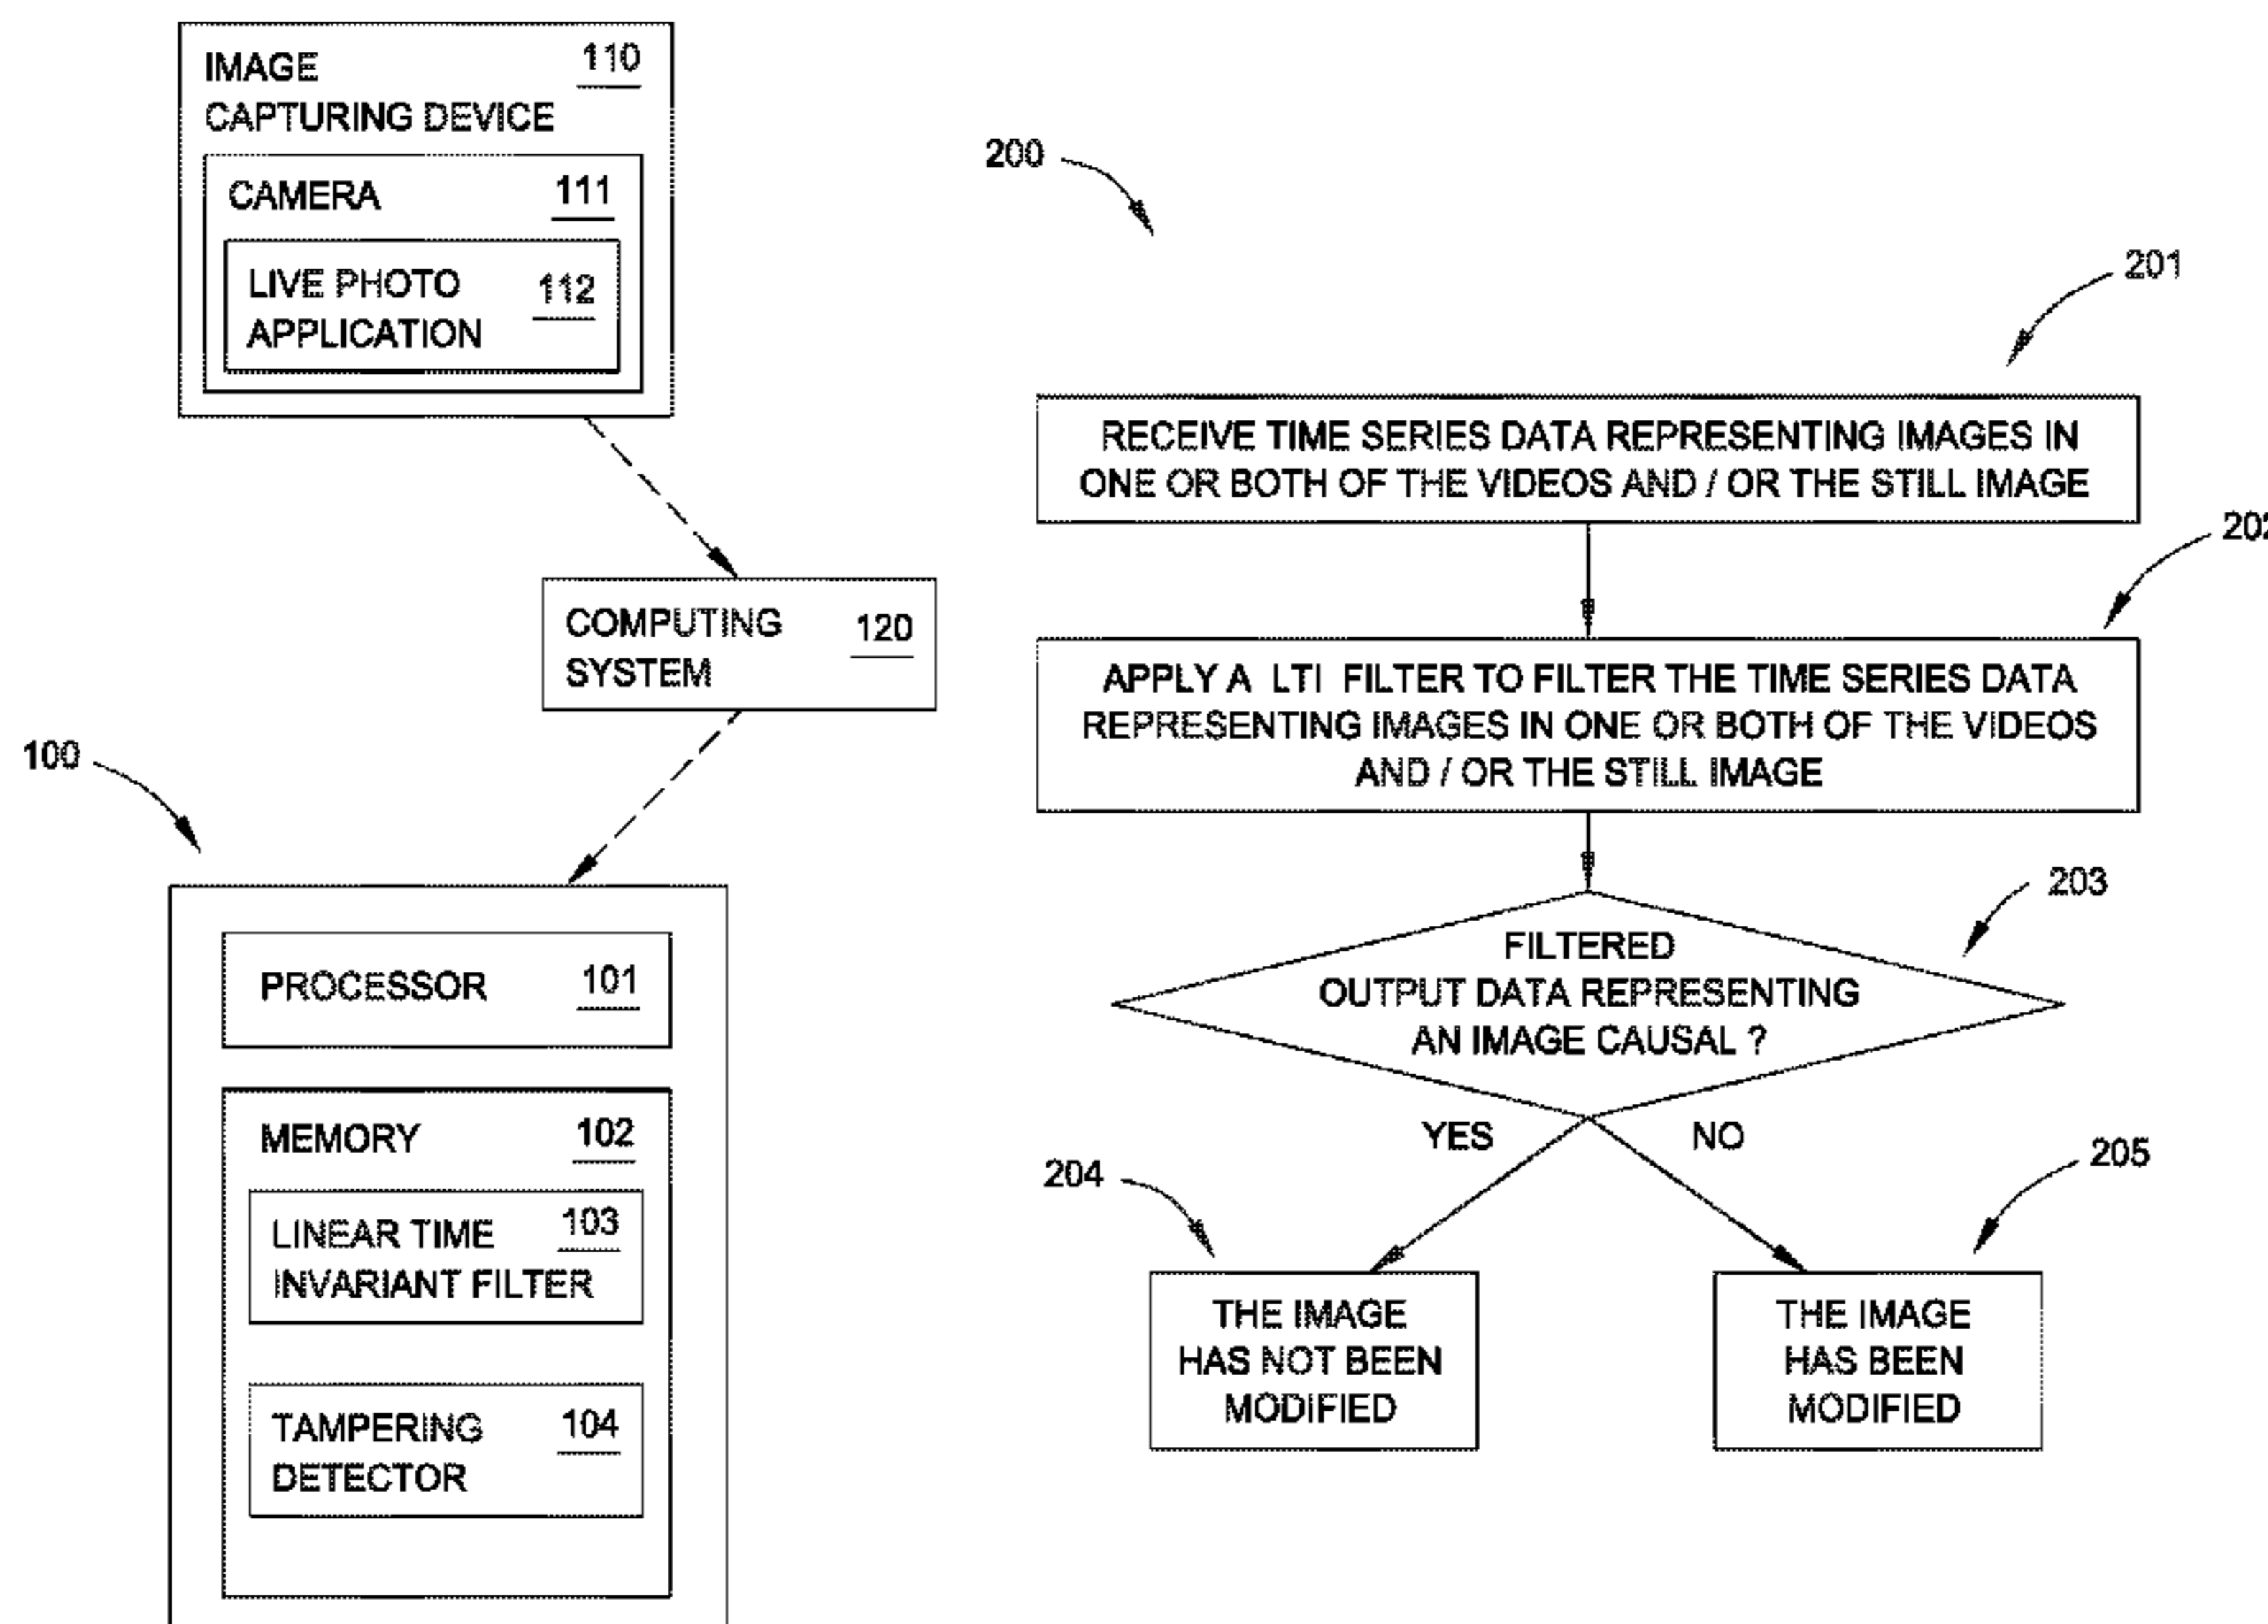 IMAGE 110
CAPTURING DEVICE
CAMERA 111
LIVE PHOTO 112
APPLICATION
COMPUTING 120
SYSTEM
100
PROCESSOR 101
MEMORY 102
LINEAR TIME 103
INVARIANT FILTER
TAMPERING 104
DETECTOR
200
201
RECEIVE TIME SERIES DATA REPRESENTING IMAGES IN
ONE OR BOTH OF THE VIDEOS AND / OR THE STILL IMAGE
202
APPLY A LTI FILTER TO FILTER THE TIME SERIES DATA
REPRESENTING IMAGES IN ONE OR BOTH OF THE VIDEOS
AND / OR THE STILL IMAGE
203
FILTERED
OUTPUT DATA REPRESENTING
AN IMAGE CAUSAL ?
YES NO
204
THE IMAGE
HAS NOT BEEN
MODIFIED
205
THE IMAGE
HAS BEEN
MODIFIED